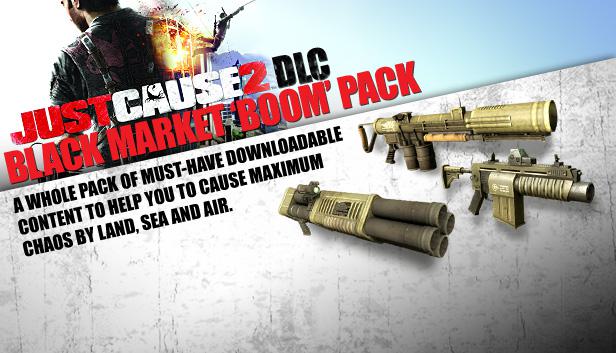 JUST CAUSE 2 DLC
BLACK MARKET 'BOOM' PACK
A WHOLE PACK OF MUST-HAVE DOWNLOADABLE
CONTENT TO HELP YOU TO CAUSE MAXIMUM
CHAOS BY LAND, SEA AND AIR.